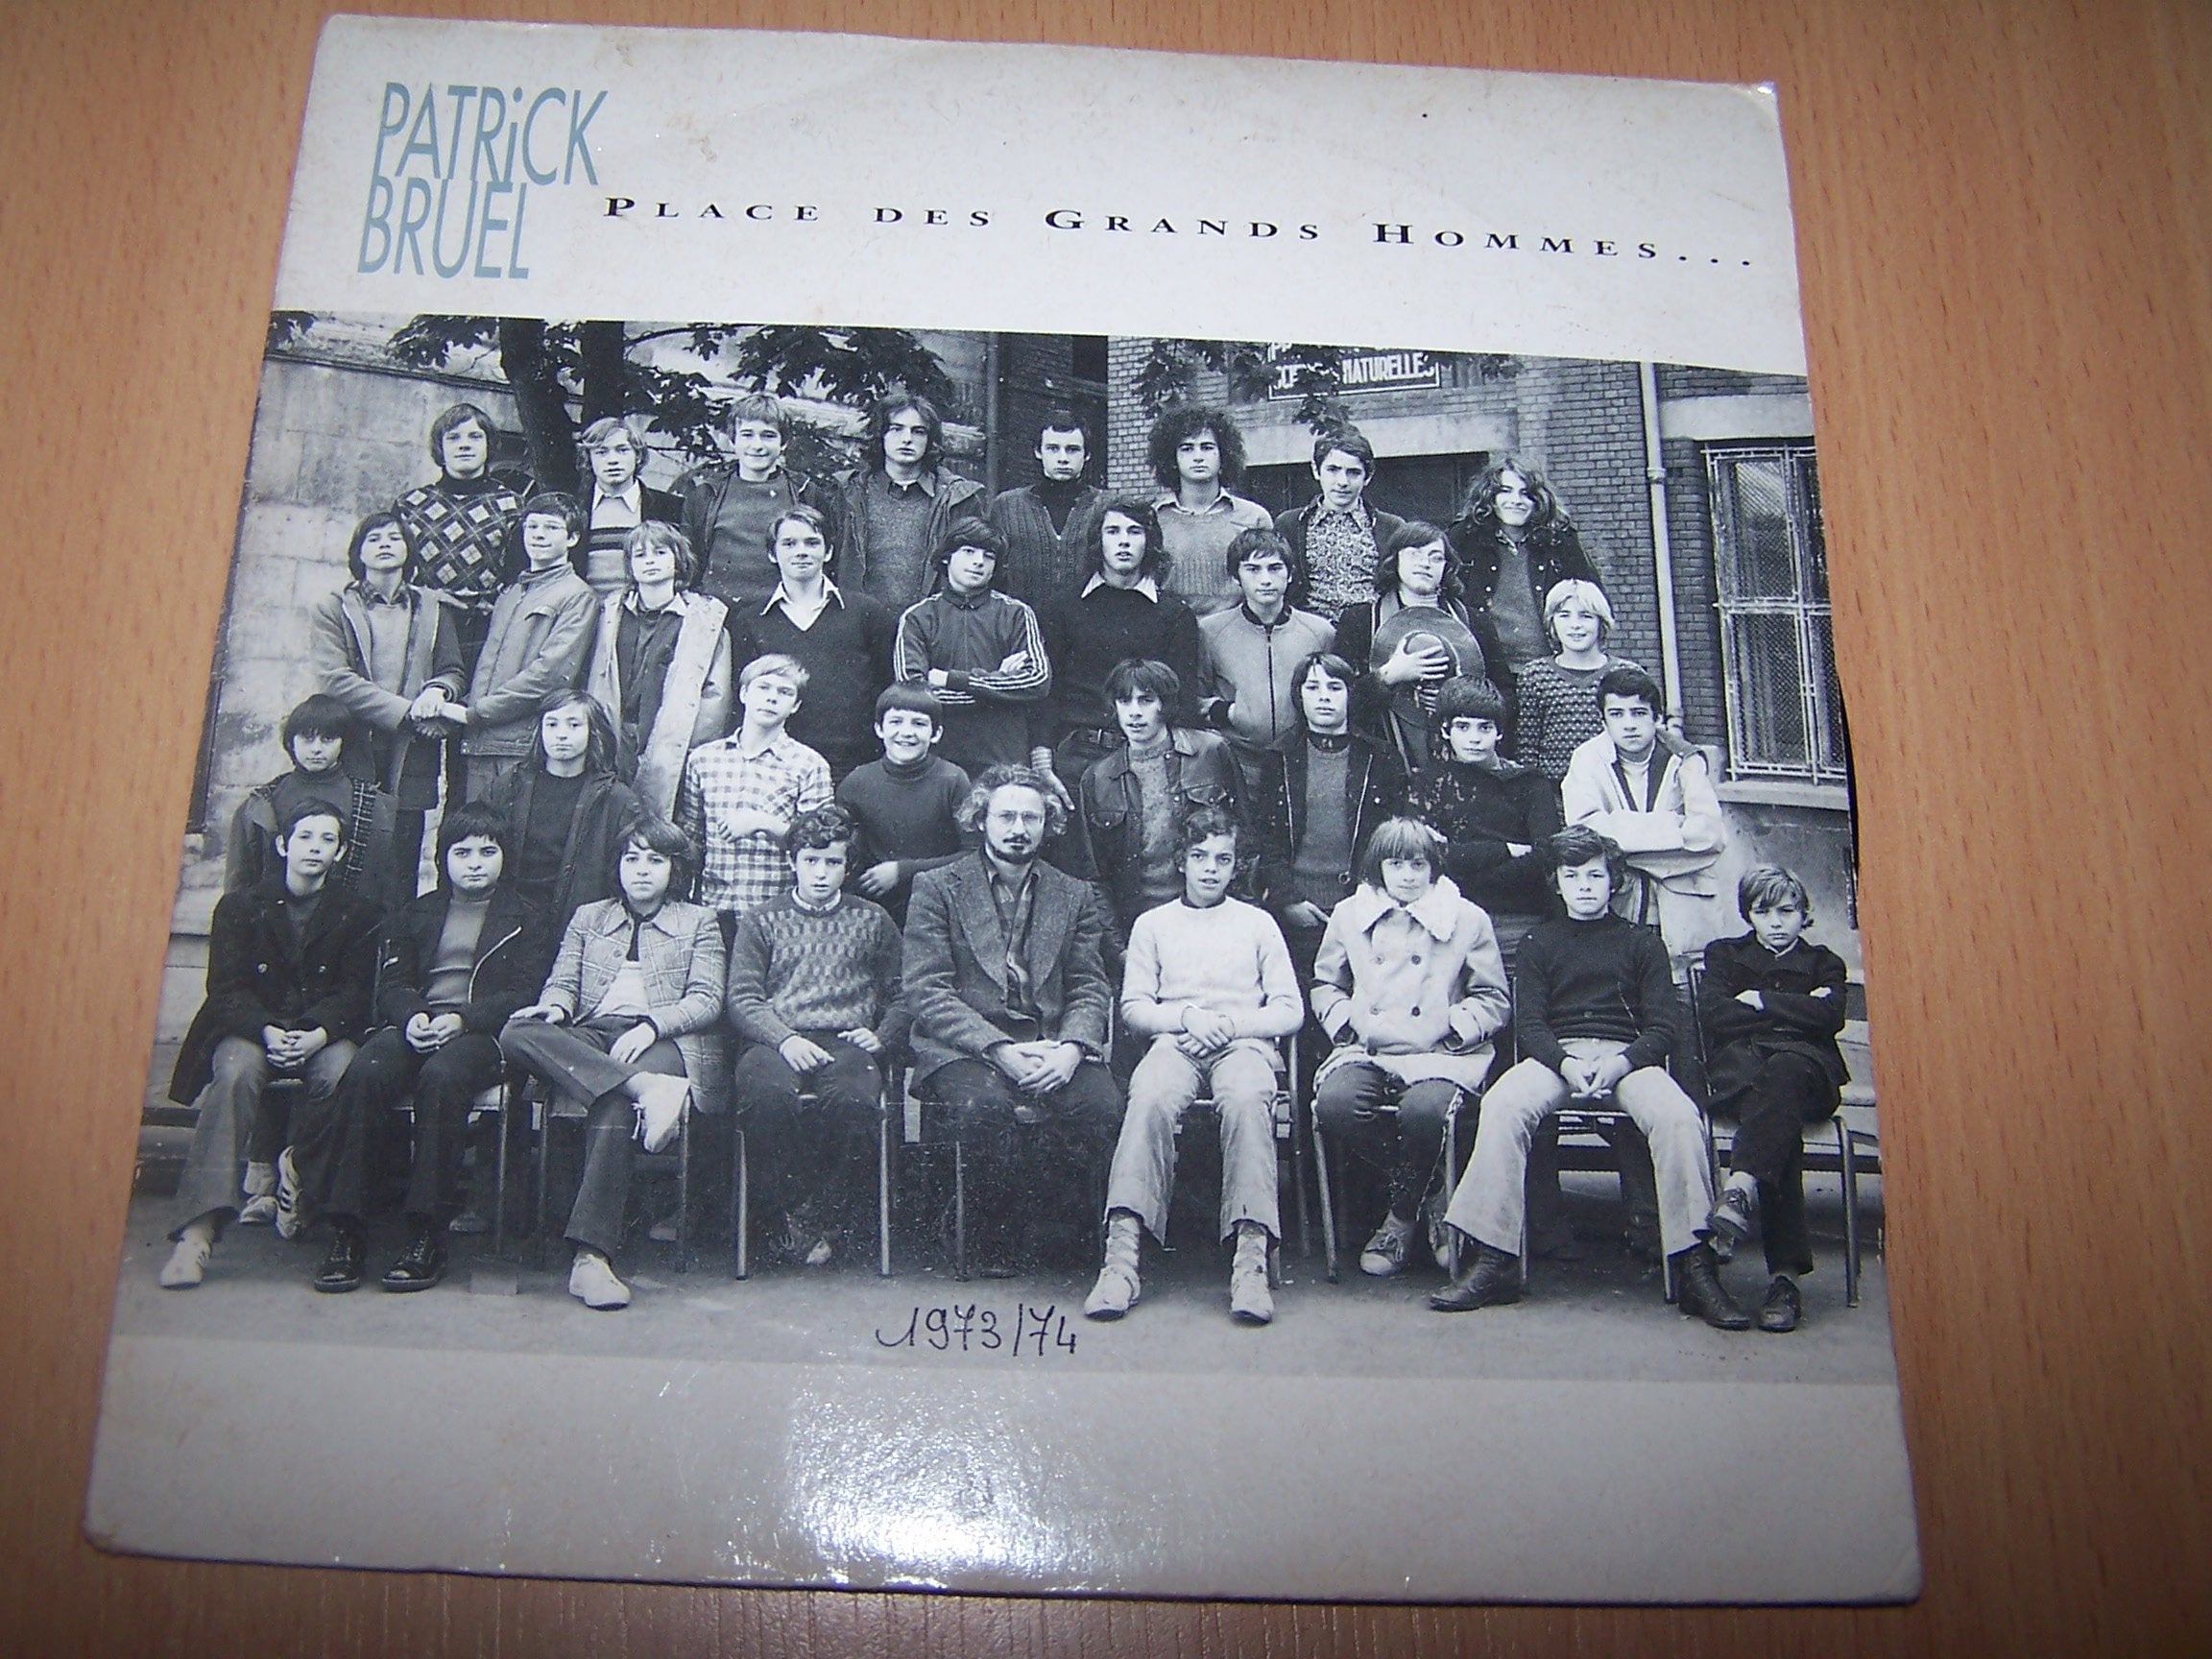 PATRiCK
BRUEL
PLACE DES GRANDS HOMMES...
NATURELLES
1973/74